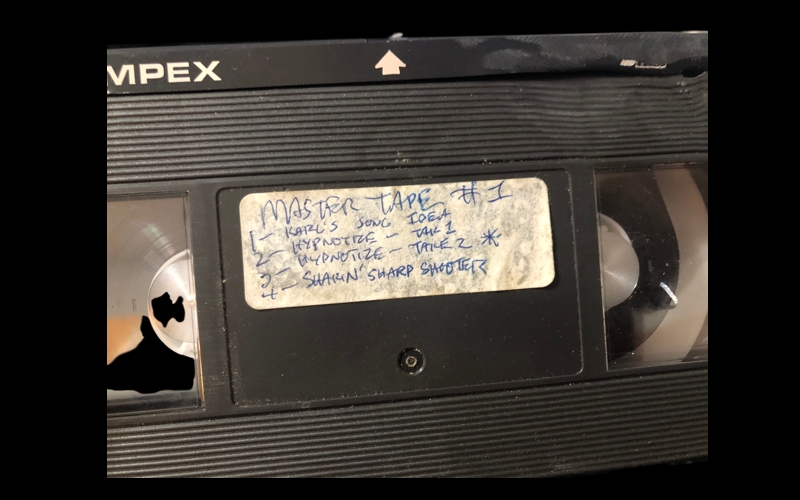 MPEX
MASTER TAPE #1
1- KARL'S SONG IDEA
2- HYPNOTIZE - TAK 1
3- HYPNOTIZE - TAKE 2 *
4- SHAKIN' SHARP SHOOTER